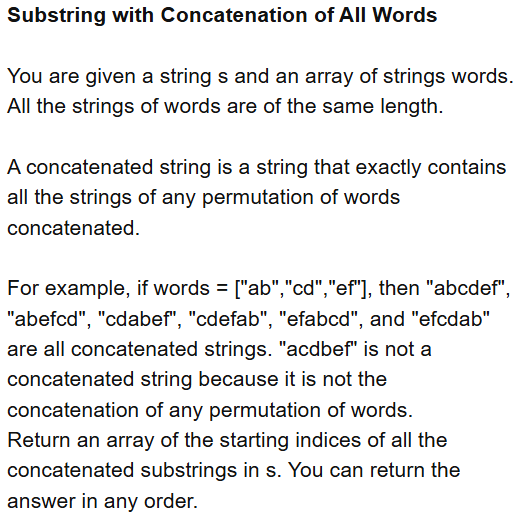 Substring with Concatenation of All Words
You are given a string s and an array of strings words.
All the strings of words are of the same length.
A concatenated string is a string that exactly contains
all the strings of any permutation of words
concatenated.
For example, if words = ["ab","cd","ef"], then "abcdef",
"abefcd", "cdabef", "cdefab", "efabcd", and "efcdab"
are all concatenated strings. "acdbef" is not a
concatenated string because it is not the
concatenation of any permutation of words.
Return an array of the starting indices of all the
concatenated substrings in s. You can return the
answer in any order.